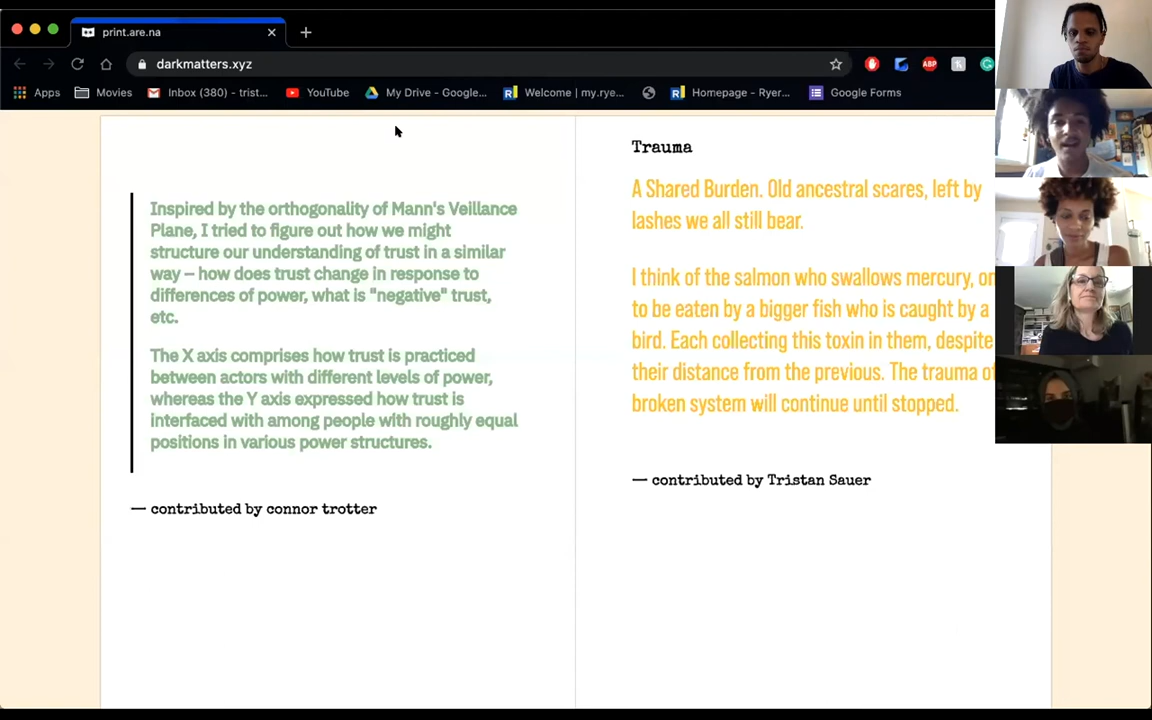 print.are.na
darkmatters.xyz
ABP
Apps
Movies
Inbox (380) - trist...
YouTube
My Drive - Google...
Welcome | my.rye...
Homepage - Ryer...
Google Forms
Inspired by the orthogonality of Mann's Veillance
Plane, I tried to figure out how we might
structure our understanding of trust in a similar
way – how does trust change in response to
differences of power, what is "negative" trust,
etc.
The X axis comprises how trust is practiced
between actors with different levels of power,
whereas the Y axis expressed how trust is
interfaced with among people with roughly equal
positions in various power structures.
— contributed by connor trotter
Trauma
A Shared Burden. Old ancestral scares, left by
lashes we all still bear.
I think of the salmon who swallows mercury,
to be eaten by a bigger fish who is caught by a
bird. Each collecting this toxin in them, despite
their distance from the previous. The trauma
broken system will continue until stopped.
— contributed by Tristan Sauer